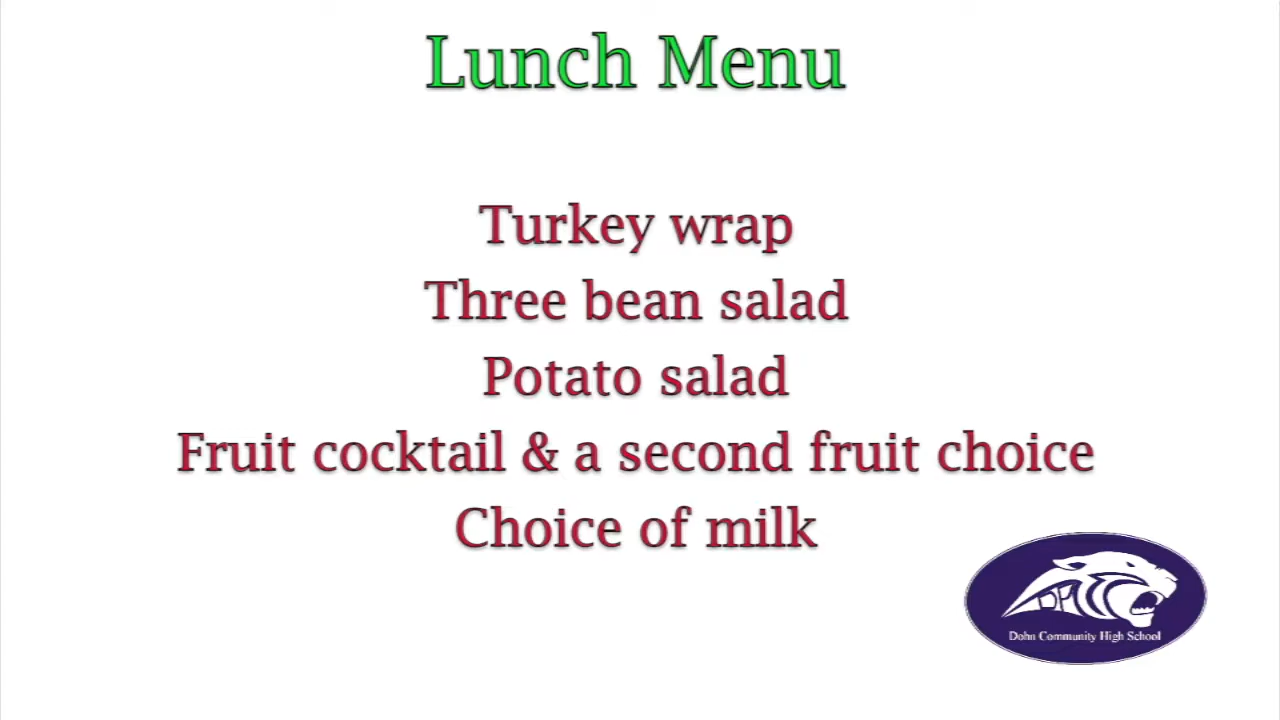 Lunch Menu
Turkey wrap
Three bean salad
Potato salad
Fruit cocktail & a second fruit choice
Choice of milk
Dohn Community High School